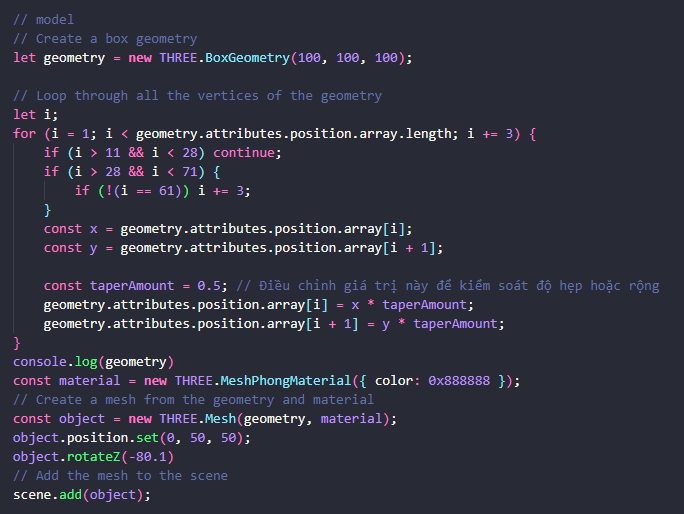 // model
// Create a box geometry
let geometry = new THREE.BoxGeometry(100, 100, 100);

// Loop through all the vertices of the geometry
let i;
for (i = 1; i < geometry.attributes.position.array.length; i += 3) {
    if (i > 11 && i < 28) continue;
    if (i > 28 && i < 71) {
        if (!(i == 61)) i += 3;
    }
    const x = geometry.attributes.position.array[i];
    const y = geometry.attributes.position.array[i + 1];

    const taperAmount = 0.5; // Điều chỉnh giá trị này để kiểm soát độ hẹp hoặc rộng
    geometry.attributes.position.array[i] = x * taperAmount;
    geometry.attributes.position.array[i + 1] = y * taperAmount;
}
console.log(geometry)
const material = new THREE.MeshPhongMaterial({ color: 0x888888 });
// Create a mesh from the geometry and material
const object = new THREE.Mesh(geometry, material);
object.position.set(0, 50, 50);
object.rotateZ(-80.1)
// Add the mesh to the scene
scene.add(object);